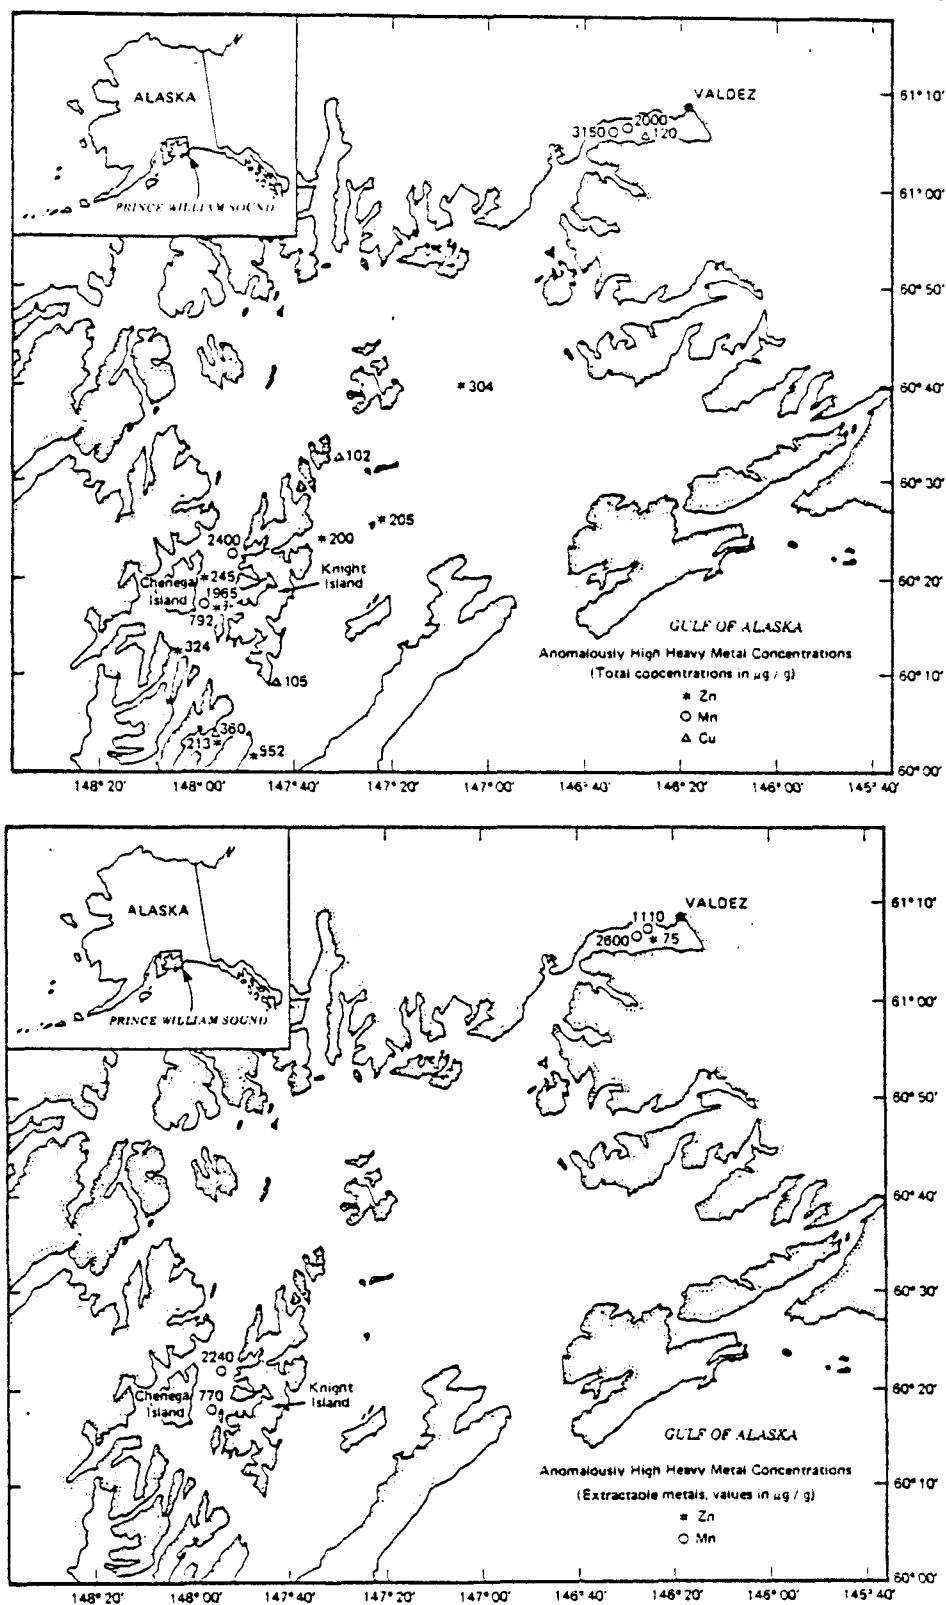 ALASKA
PRINCE WILLIAM SOUND
VALDEZ
2000
3150
120
304
102
205
200
2400
245
Knight
Island
Chenega
Island
1965
792
324
105
360
213
552
GULF OF ALASKA
Anomalously High Heavy Metal Concentrations
(Total concentrations in µg / g)
* Zn
O Mn
Δ Cu
61° 10'
61° 00'
60° 50'
60° 40'
60° 30'
60° 20'
60° 10'
60° 00'
148° 20' 148° 00' 147° 40' 147° 20' 147° 00' 146° 40' 146° 20' 146° 00' 145° 40'
ALASKA
PRINCE WILLIAM SOUND
VALDEZ
1110
2600
75
2240
Chenega
Island
770
Knight
Island
GULF OF ALASKA
Anomalously High Heavy Metal Concentrations
(Extractable metals, values in µg / g)
* Zn
O Mn
61° 10'
61° 00'
60° 50'
60° 40'
60° 30'
60° 20'
60° 10'
60° 00'
148° 20' 148° 00' 147° 40' 147° 20' 147° 00' 146° 40' 146° 20' 146° 00' 145° 40'